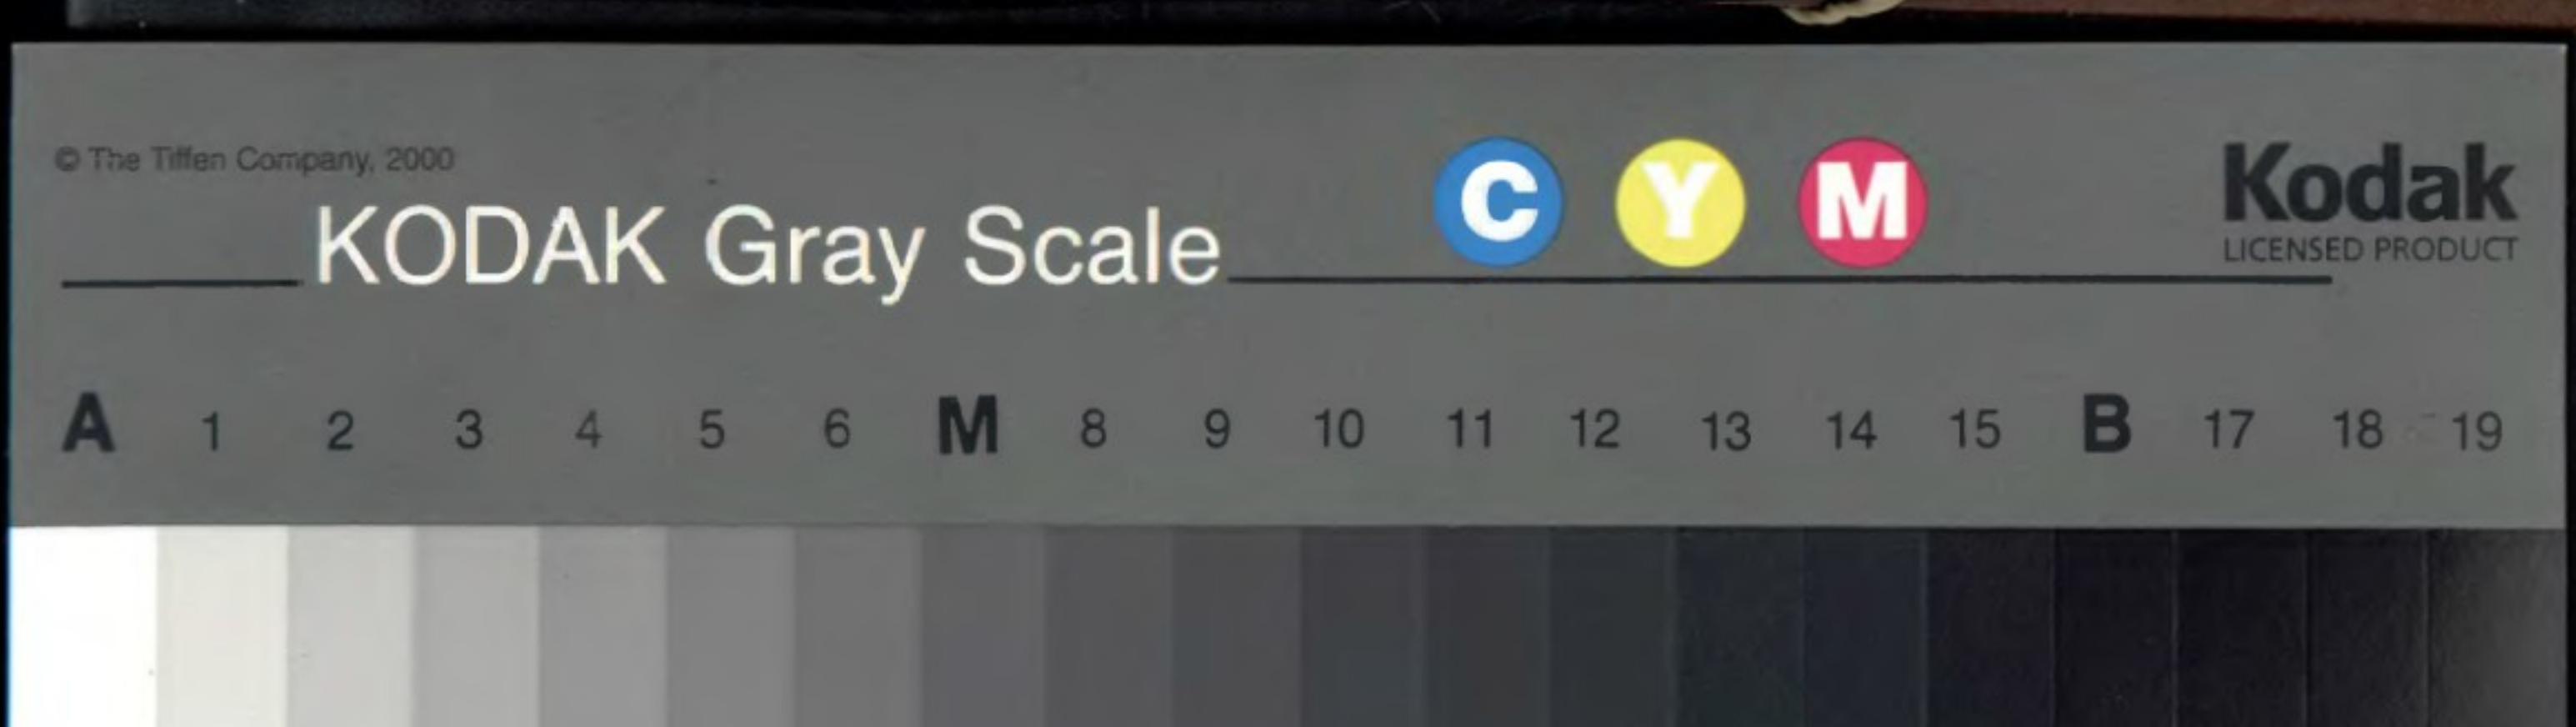 © The Tiffen Company, 2000
KODAK Gray Scale
C Y M
Kodak
LICENSED PRODUCT
A 1 2 3 4 5 6 M 8 9 10 11 12 13 14 15 B 17 18 19